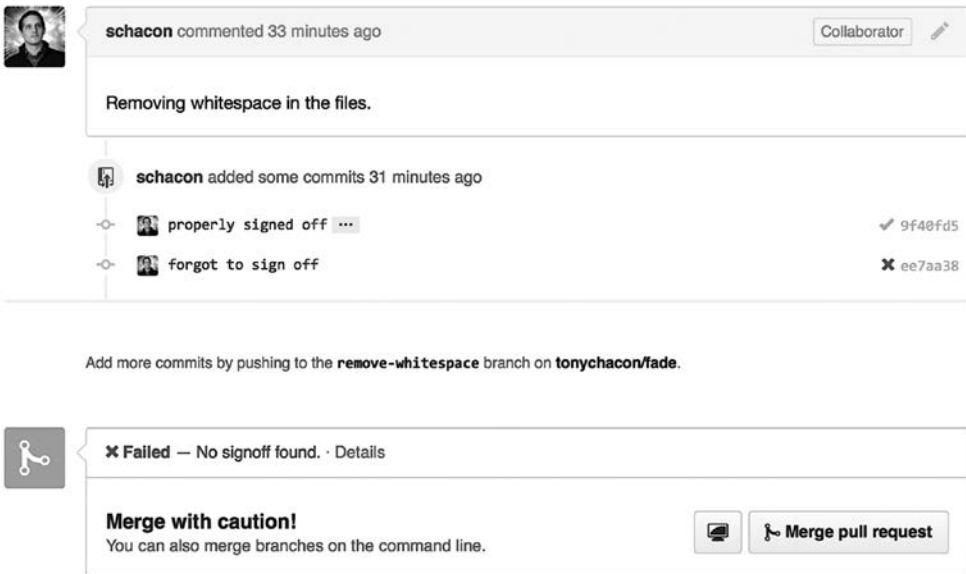 schacon commented 33 minutes ago
Collaborator
Removing whitespace in the files.
schacon added some commits 31 minutes ago
properly signed off ...
9f40fd5
forgot to sign off
ee7aa38
Add more commits by pushing to the remove-whitespace branch on tonychacon/fade.
Failed — No signoff found. · Details
Merge with caution!
You can also merge branches on the command line.
Merge pull request